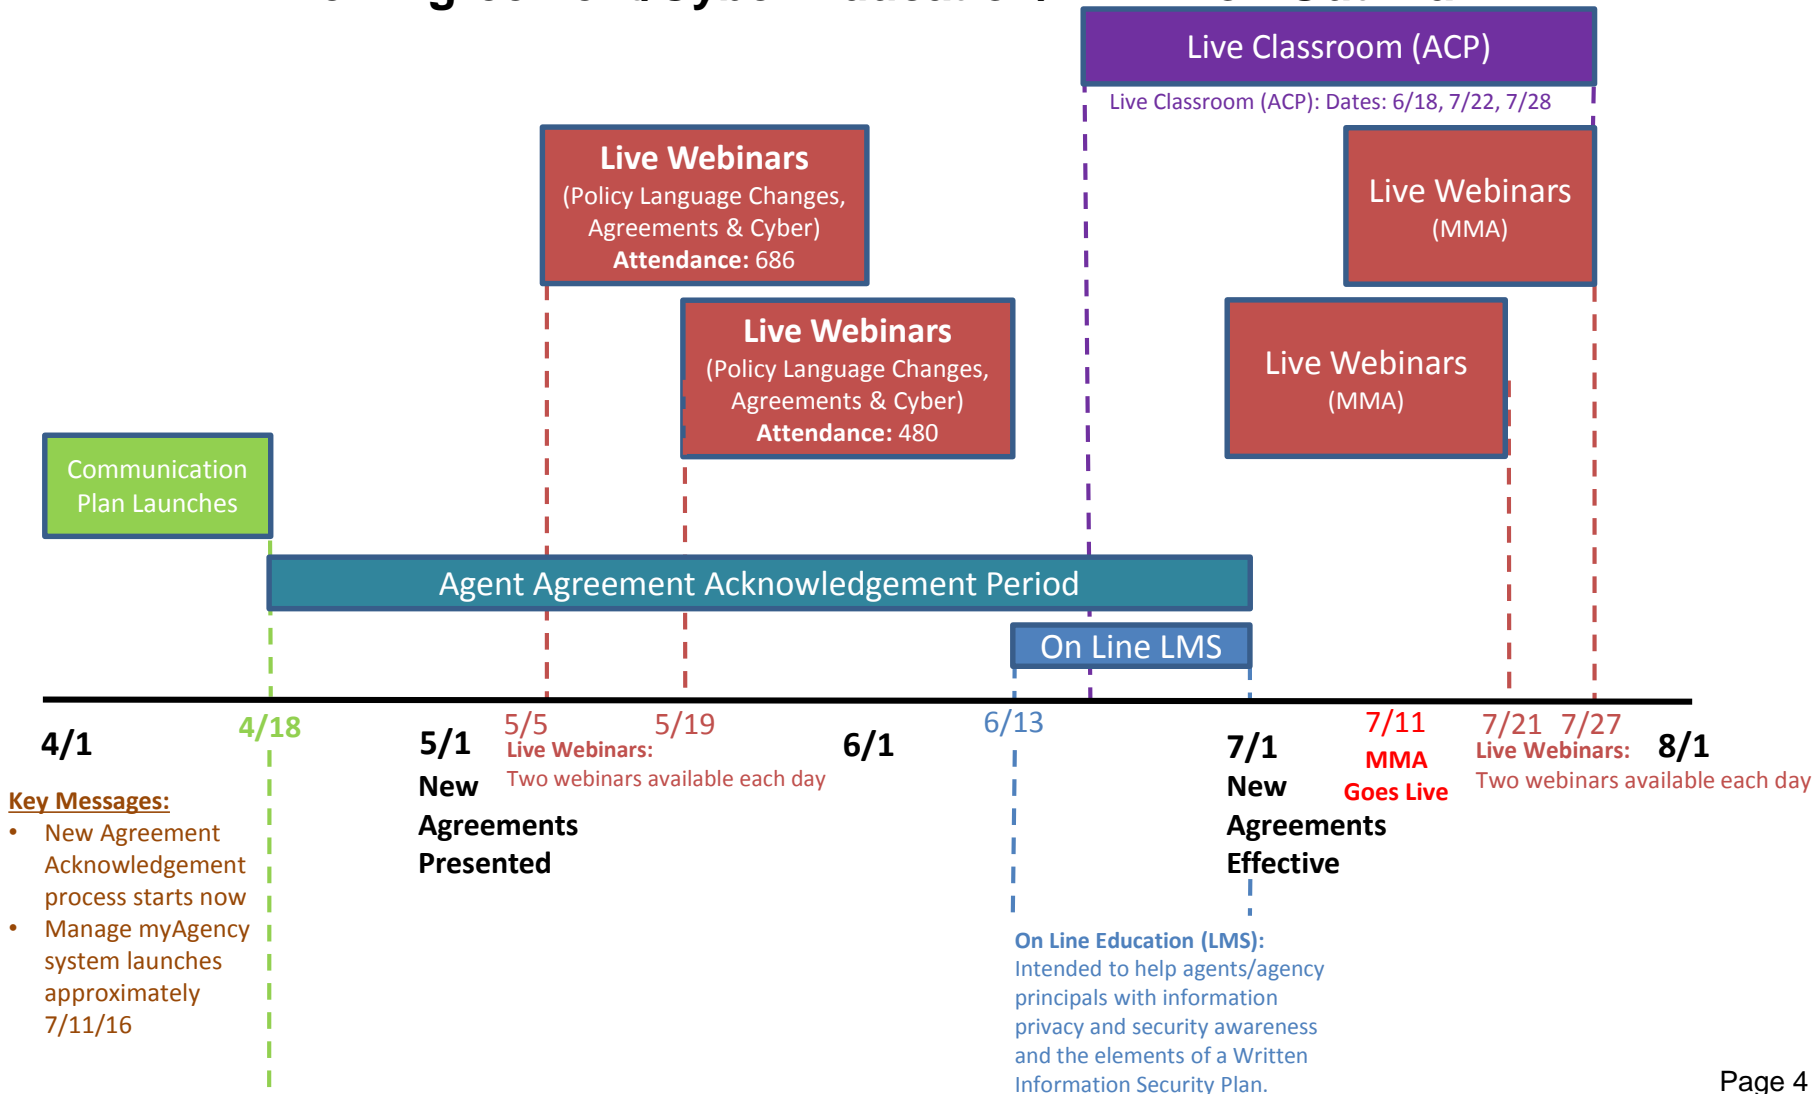 Live Classroom (ACP)
Live Classroom (ACP): Dates: 6/18, 7/22, 7/28
Live Webinars
(Policy Language Changes,
Agreements & Cyber)
Attendance: 686
Live Webinars
(MMA)
Live Webinars
(Policy Language Changes,
Agreements & Cyber)
Attendance: 480
Live Webinars
(MMA)
Communication
Plan Launches
Agent Agreement Acknowledgement Period
On Line LMS
4/1
4/18
5/1
New
Agreements
Presented
5/5
5/19
Live Webinars:
Two webinars available each day
6/1
6/13
7/1
New
Agreements
Effective
7/11
MMA
Goes Live
7/21
7/27
Live Webinars:
Two webinars available each day
8/1
Key Messages:
• New Agreement
Acknowledgement
process starts now
• Manage myAgency
system launches
approximately
7/11/16
On Line Education (LMS):
Intended to help agents/agency
principals with information
privacy and security awareness
and the elements of a Written
Information Security Plan.
Page 4